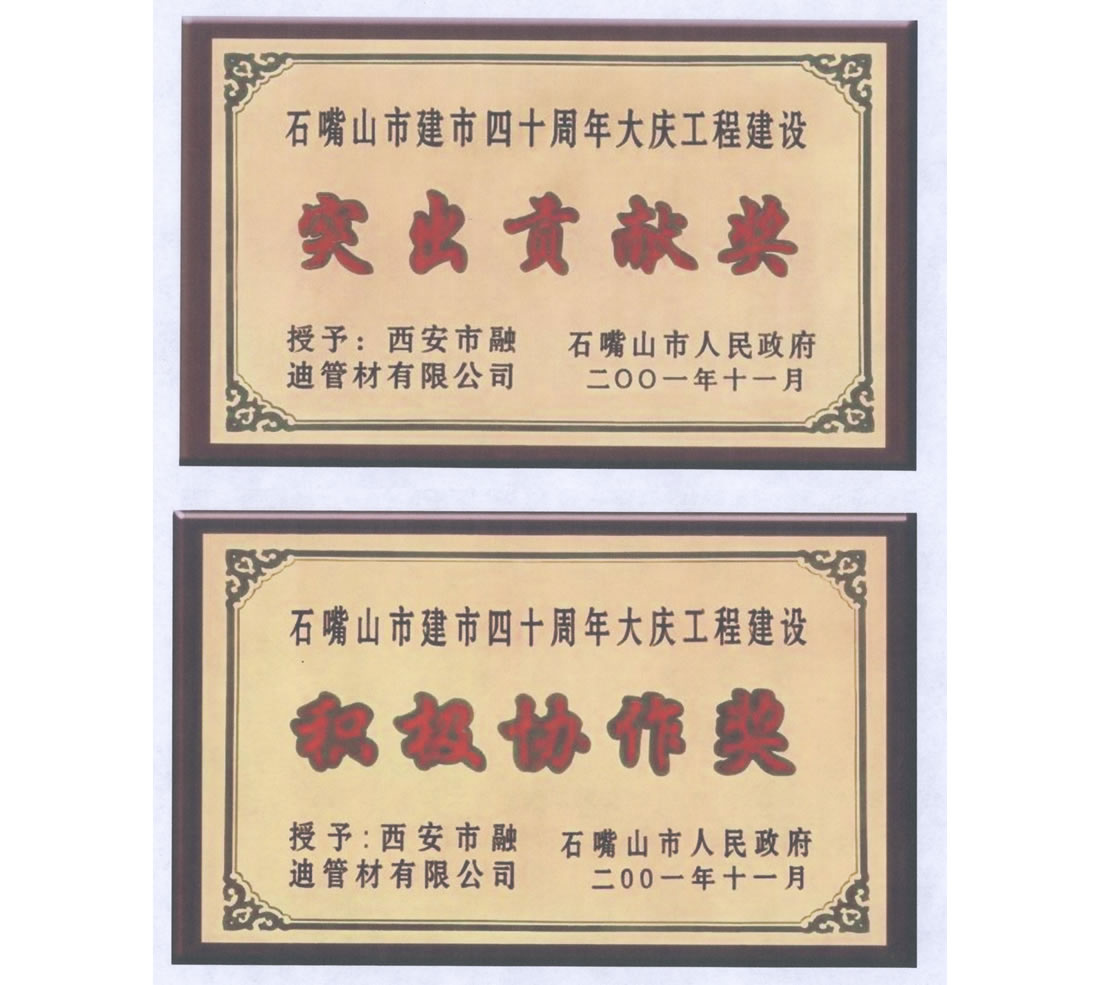 石嘴山市建市四十周年大庆工程建设
突出贡献奖
授予：西安市融
迪管材有限公司
石嘴山市人民政府
二OO一年十一月
石嘴山市建市四十周年大庆工程建设
积极协作奖
授予:西安市融
迪管材有限公司
石嘴山市人民政府
二00一年十一月